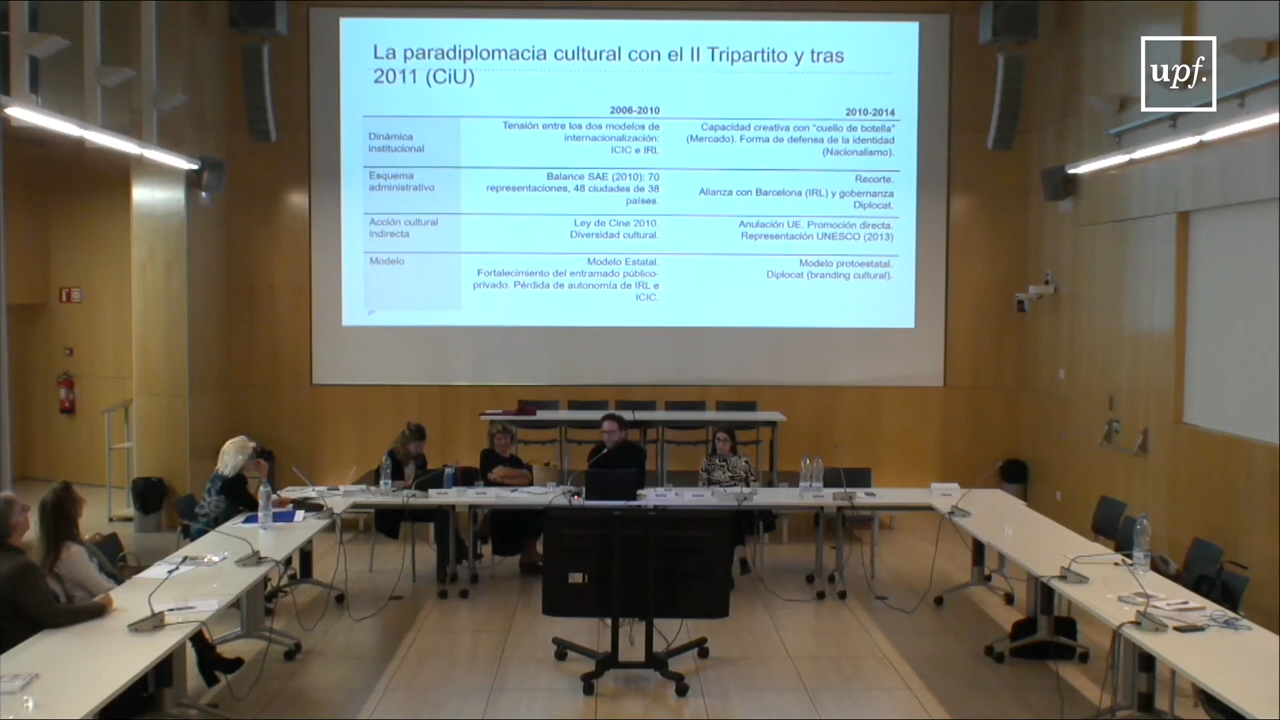 La paradiplomacia cultural con el II Tripartito y tras
2011 (CiU)
2006-2010
2010-2014
Dinámica
institucional
Tensión entre los dos modelos de
internacionalización:
ICIC e IRL
Capacidad creativa con "cuello de botella"
(Mercado). Forma de defensa de la identidad
(Nacionalismo).
Esquema
administrativo
Balance SAE (2010): 70
representaciones, 48 ciudades de 38
países.
Recorte.
Alianza con Barcelona (IRL) y gobernanza
Diplocat.
Acción cultural
indirecta
Ley de Cine 2010.
Diversidad cultural.
Anulación UE. Promoción directa.
Representación UNESCO (2013)
Modelo
Modelo Estatal.
Fortalecimiento del entramado público-
privado. Pérdida de autonomía de IRL e
ICIC.
Modelo protoestatal.
Diplocat (branding cultural).
upf.